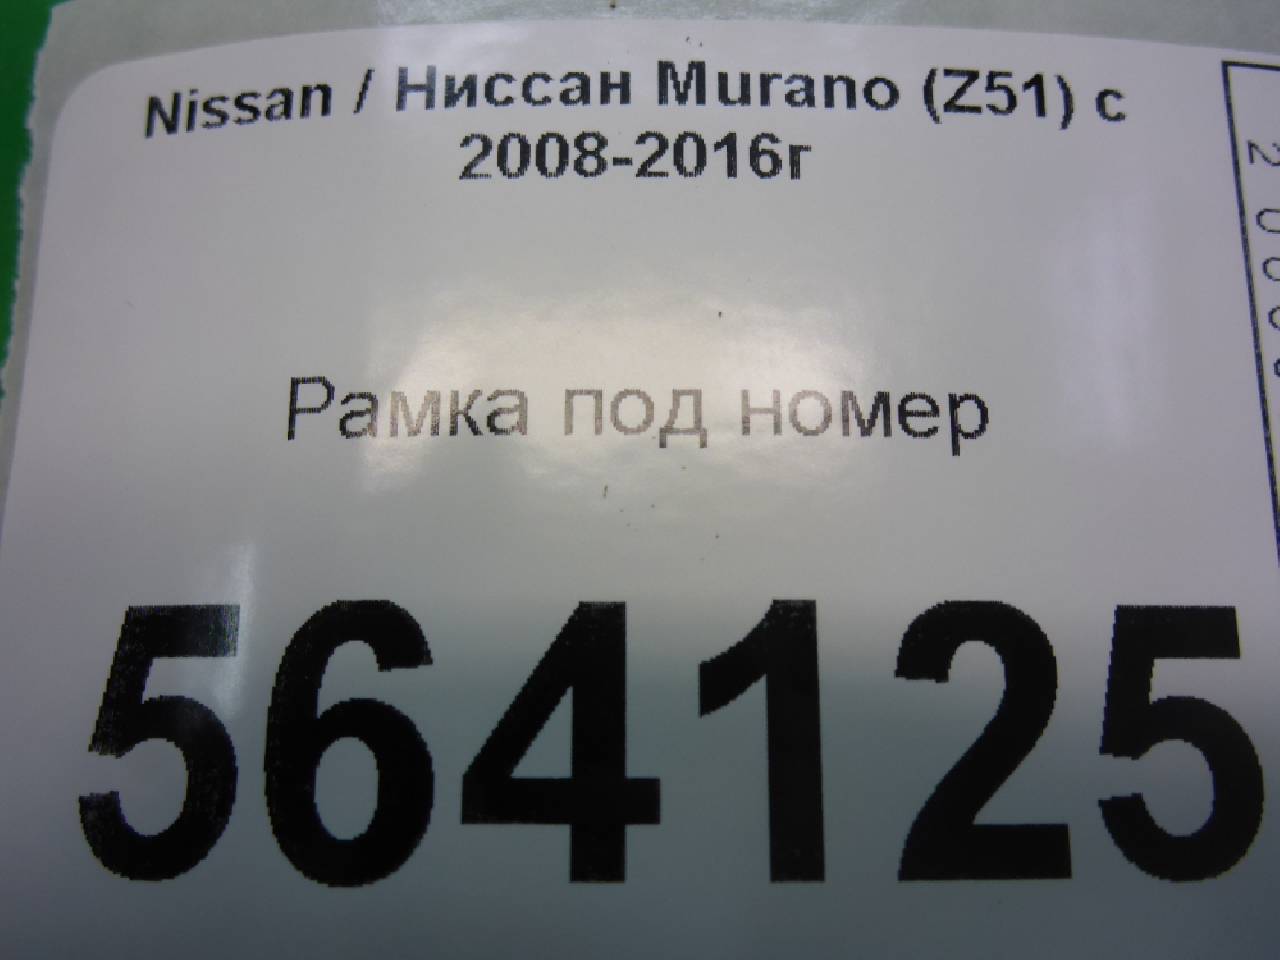 Nissan / Ниссан Murano (Z51) с
2008-2016г
Рамка под номер
564125